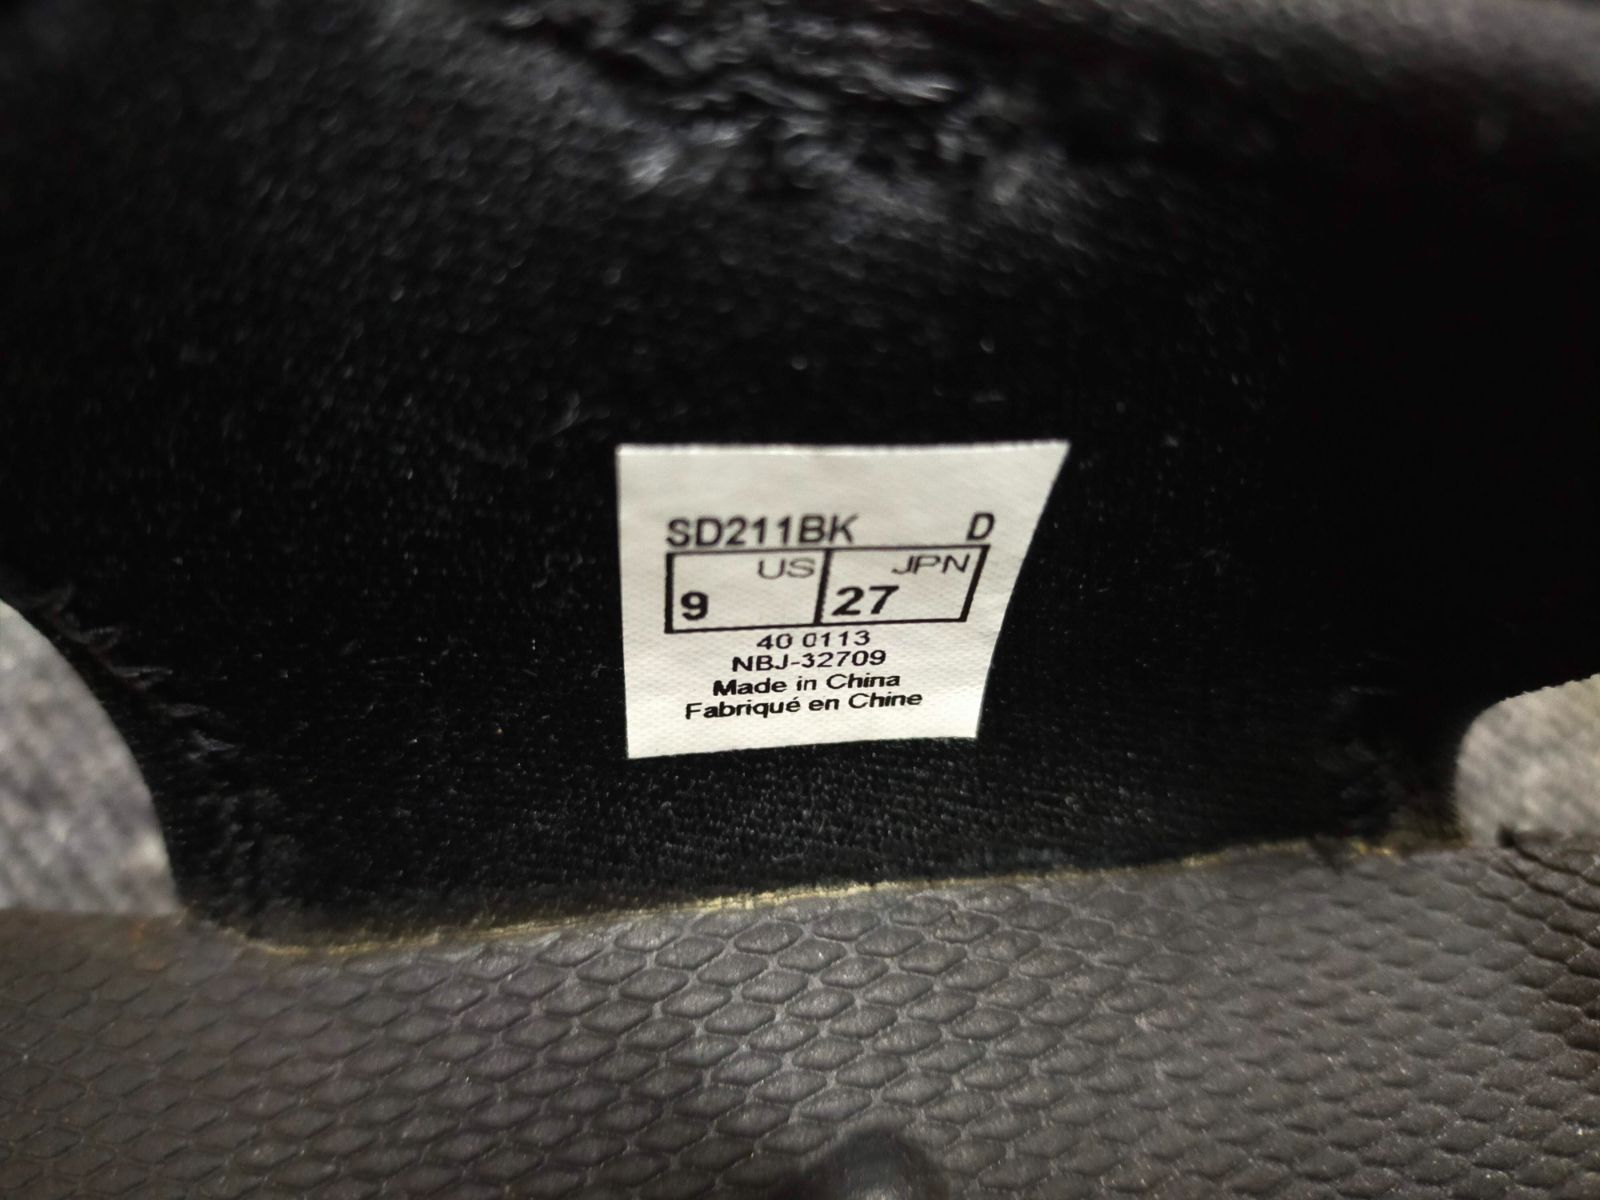 SD211BK D
US JPN
9 27
40 0113
NBJ-32709
Made in China
Fabriqué en Chine